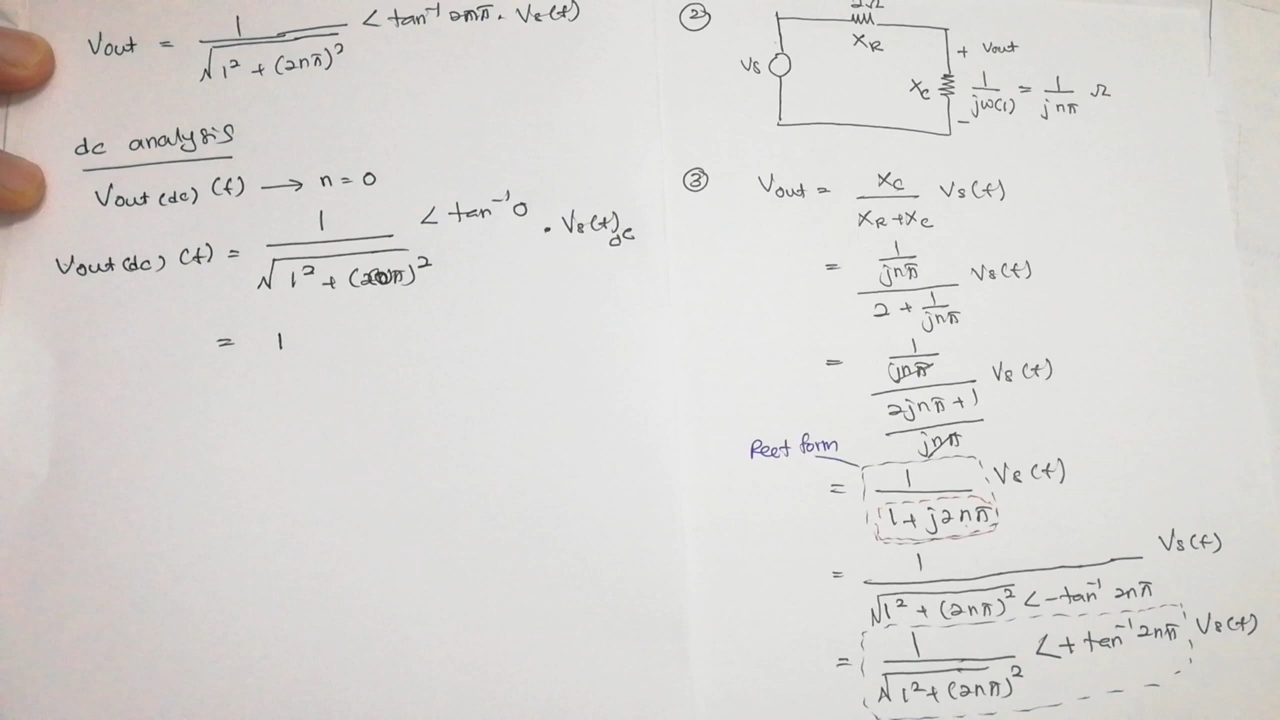 Vout = 1 / √1² + (2nπ)² < tan⁻¹ 2nπ . Vs(t)
dc analysis
Vout (dc) (t) → n = 0
Vout (dc) (t) = 1 / √1² + (2(0)π)² < tan⁻¹ 0 . Vs(t)dc
= 1
② 2Ω
XR
Vs
+ Vout
Xc 1/jω(1) = 1/jnπ Ω
-
③ Vout = Xc / XR + Xc Vs(t)
= 1/jnπ / 2 + 1/jnπ Vs(t)
= 1/jnπ / 2jnπ + 1/jnπ Vs(t)
Rect form
= 1 / 1 + j2nπ Vs(t)
= 1 / √1² + (2nπ)² < -tan⁻¹ 2nπ Vs(t)
= 1 / √1² + (2nπ)² < + tan⁻¹ 2nπ Vs(t)